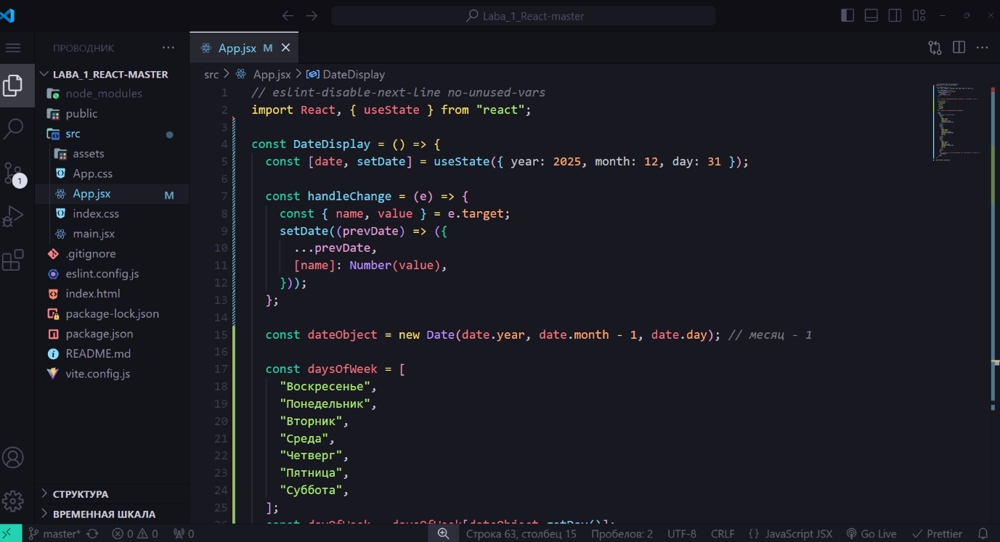 Laba_1_React-master
ПРОВОДНИК
App.jsx M
LABA_1_REACT-MASTER
node_modules
public
src
assets
App.css
App.jsx M
index.css
main.jsx
.gitignore
eslint.config.js
index.html
package-lock.json
package.json
README.md
vite.config.js
СТРУКТУРА
ВРЕМЕННАЯ ШКАЛА
1
src > App.jsx > DateDisplay
1 // eslint-disable-next-line no-unused-vars
2 import React, { useState } from "react";
3
4 const DateDisplay = () => {
5 const [date, setDate] = useState({ year: 2025, month: 12, day: 31 });
6
7 const handleChange = (e) => {
8 const { name, value } = e.target;
9 setDate((prevDate) => ({
10 ...prevDate,
11 [name]: Number(value),
12 }));
13 };
14
15 const dateObject = new Date(date.year, date.month - 1, date.day); // месяц - 1
16
17 const daysOfWeek = [
18 "Воскресенье",
19 "Понедельник",
20 "Вторник",
21 "Среда",
22 "Четверг",
23 "Пятница",
24 "Суббота",
25 ];
26 const dayOfWeek = daysOfWeek[dateObject.getDay()];
master* 0 0 0 Строка 63, столбец 15 Пробелов: 2 UTF-8 CRLF {} JavaScript JSX Go Live Prettier